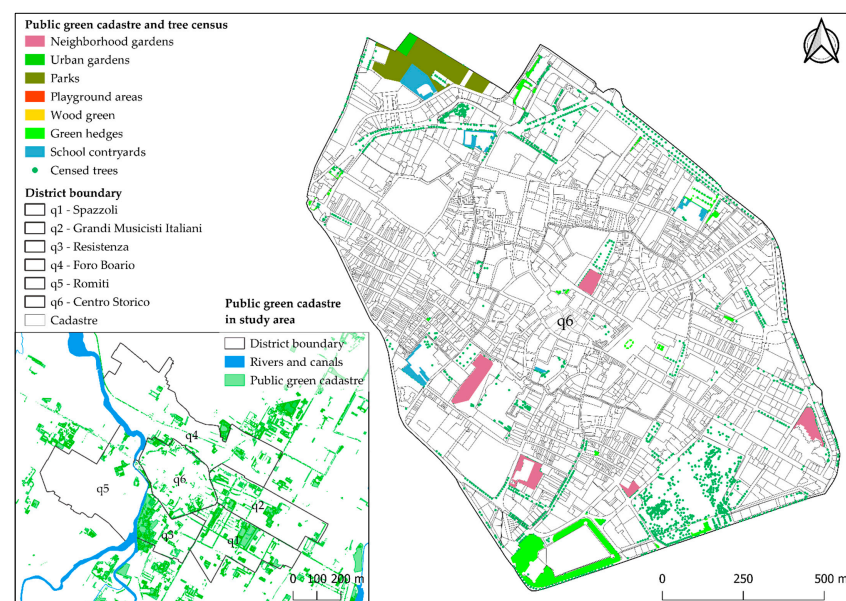 Public green cadastre and tree census
Neighborhood gardens
Urban gardens
Parks
Playground areas
Wood green
Green hedges
School contryards
Censed trees
District boundary
q1 - Spazzoli
q2 - Grandi Musicisti Italiani
q3 - Resistenza
q4 - Foro Boario
q5 - Romiti
q6 - Centro Storico
Cadastre
Public green cadastre
in study area
District boundary
Rivers and canals
Public green cadastre
q4
q6
q5
q2
q3
q1
0 100 200 m
q6
0 250 500 m